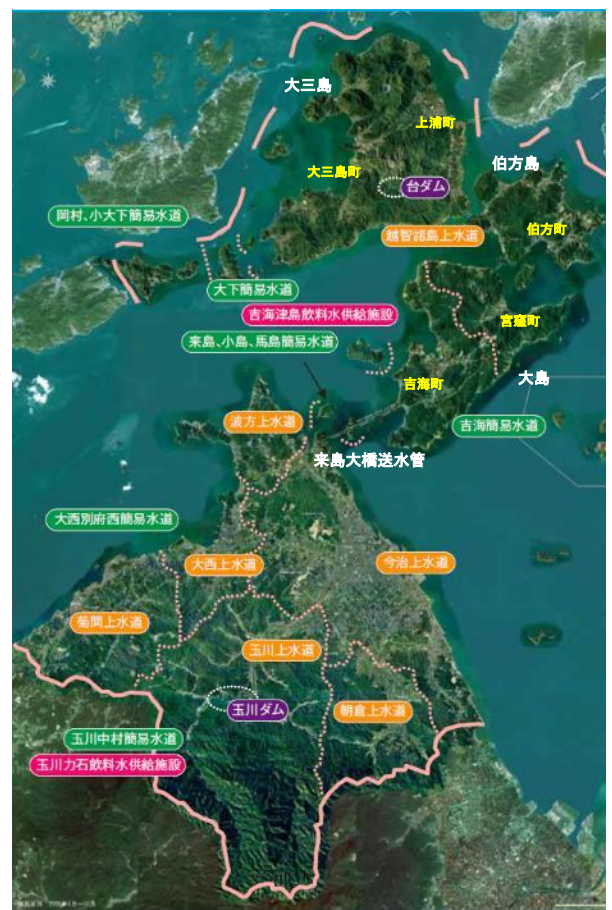 大三島
上浦町
伯方島
大三島町
台ダム
岡村、小大下簡易水道
伯方町
越智諸島上水道
大下簡易水道
吉海津島飲料水供給施設
宮窪町
来島、小島、馬島簡易水道
大島
吉海町
波方上水道
吉海簡易水道
来島大橋送水管
大西別府西簡易水道
大西上水道
今治上水道
菊間上水道
玉川上水道
玉川ダム
朝倉上水道
玉川中村簡易水道
玉川力石飲料水供給施設